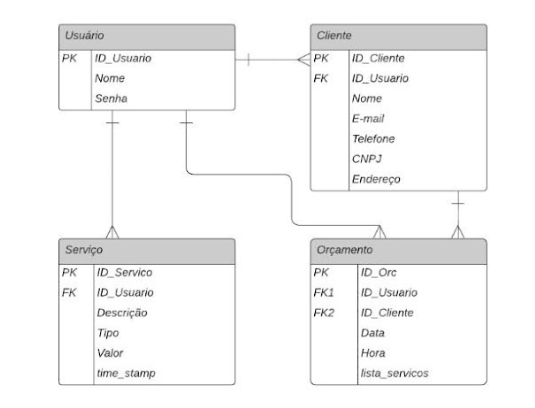 Usuário
PK ID_Usuario
Nome
Senha
Cliente
PK ID_Cliente
FK ID_Usuario
Nome
E-mail
Telefone
CNPJ
Endereço
Serviço
PK ID_Servico
FK ID_Usuario
Descrição
Tipo
Valor
time_stamp
Orçamento
PK ID_Orc
FK1 ID_Usuario
FK2 ID_Cliente
Data
Hora
lista_servicos